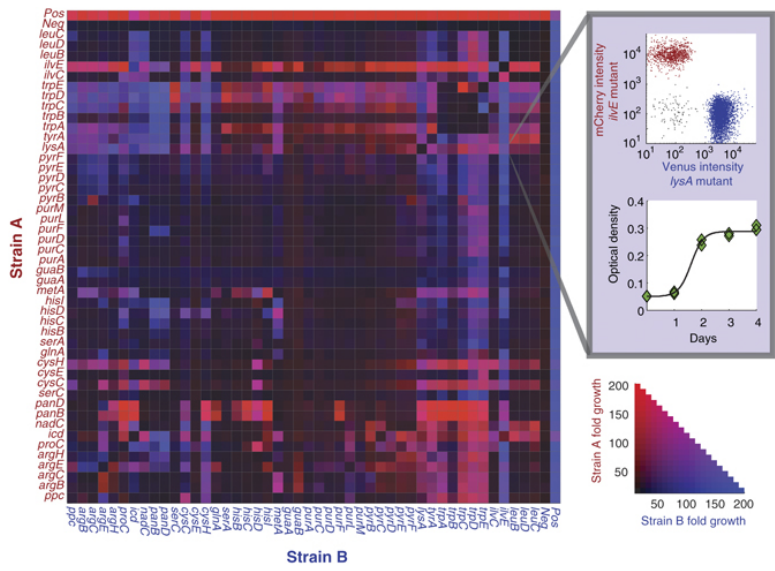 Pos
Neg
leuC
leuD
leuB
ilvE
ilvC
trpE
trpD
trpC
trpB
trpA
tyrA
lysA
pyrF
pyrE
pyrD
pyrC
pyrB
purM
purL
purF
purD
purC
purA
guaB
guaA
metA
hisI
hisD
hisC
hisB
serA
glnA
cysH
cysE
cysC
serC
panD
panB
nadC
icd
proC
argH
argE
argC
argB
ppc
Strain A
ppc
argB
argC
argE
argH
proC
icd
nadC
panB
panD
serC
cysC
cysE
cysH
glnA
serA
hisB
hisC
hisD
hisI
metA
guaA
guaB
purA
purC
purD
purF
purL
purM
pyrB
pyrC
pyrD
pyrE
pyrF
lysA
tyrA
trpA
trpB
trpC
trpD
trpE
ilvC
ilvE
leuB
leuD
leuC
Neg
Pos
Strain B
mCherry intensity
ilvE mutant
10⁴
10³
10²
10¹
10¹ 10² 10³ 10⁴
Venus intensity
lysA mutant
Optical density
0.4
0.3
0.2
0.1
0
1 2 3 4
Days
Strain A fold growth
200
150
100
50
50 100 150 200
Strain B fold growth